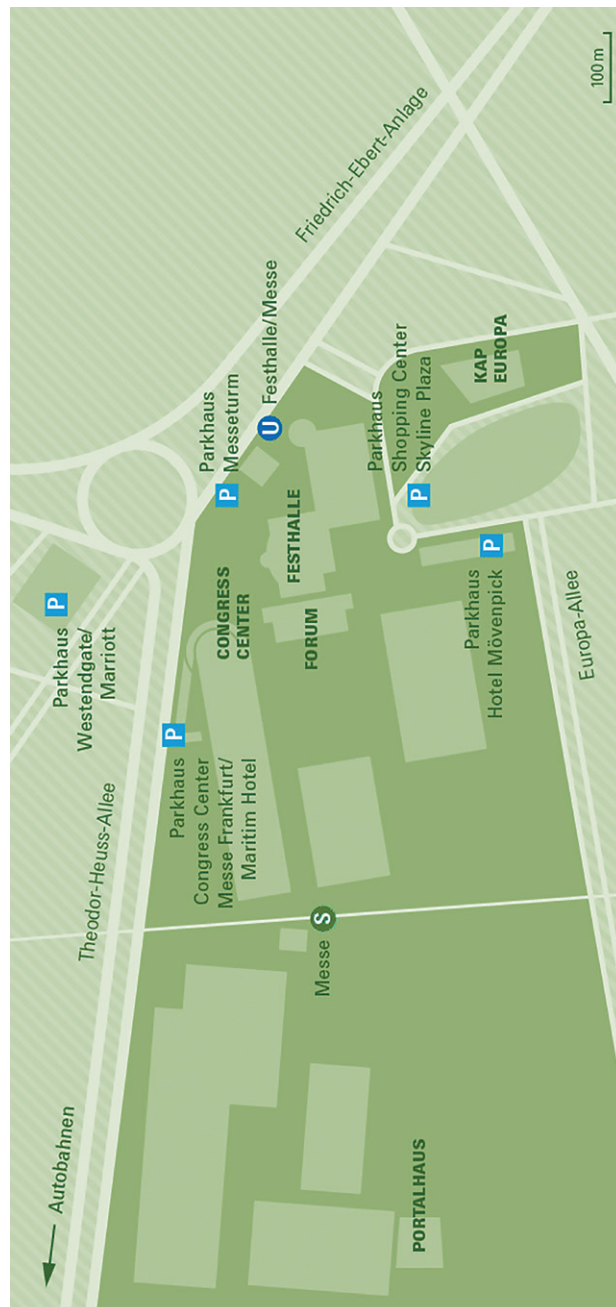 Autobahnen
Theodor-Heuss-Allee
P
Parkhaus
Westendgate/
Marriott
P
Parkhaus
Congress Center
Messe Frankfurt/
Maritim Hotel
P
Parkhaus
Messeturm
U Festhalle/Messe
Friedrich-Ebert-Anlage
CONGRESS
CENTER
FESTHALLE
FORUM
Messe S
PORTALHAUS
Parkhaus
Shopping Center
Skyline Plaza
P
KAP
EUROPA
P
Parkhaus
Hotel Mövenpick
Europa-Allee
100 m